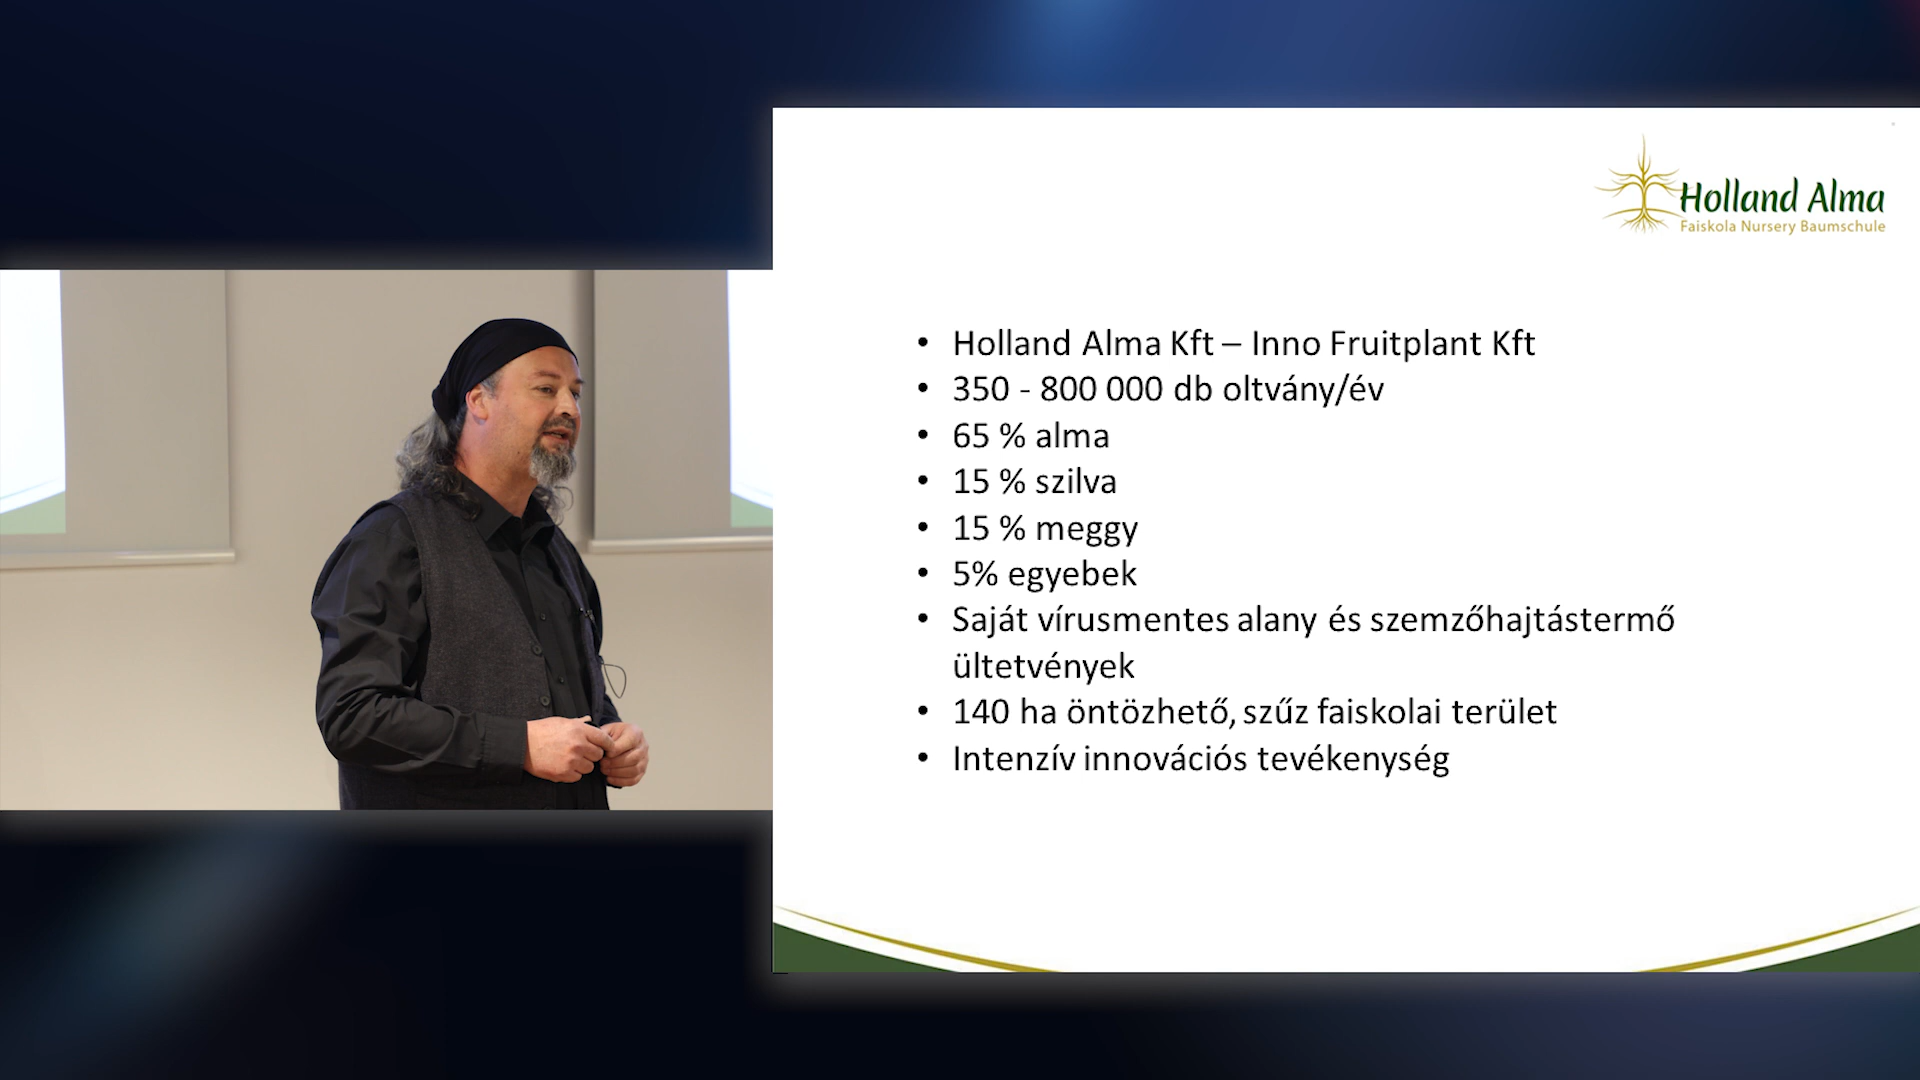 Holland Alma
Faiskola Nursery Baumschule
• Holland Alma Kft – Inno Fruitplant Kft
• 350 - 800 000 db oltvány/év
• 65 % alma
• 15 % szilva
• 15 % meggy
• 5% egyebek
• Saját vírusmentes alany és szemzőhajtástermő
ültetvények
• 140 ha öntözhető, szűz faiskolai terület
• Intenzív innovációs tevékenység